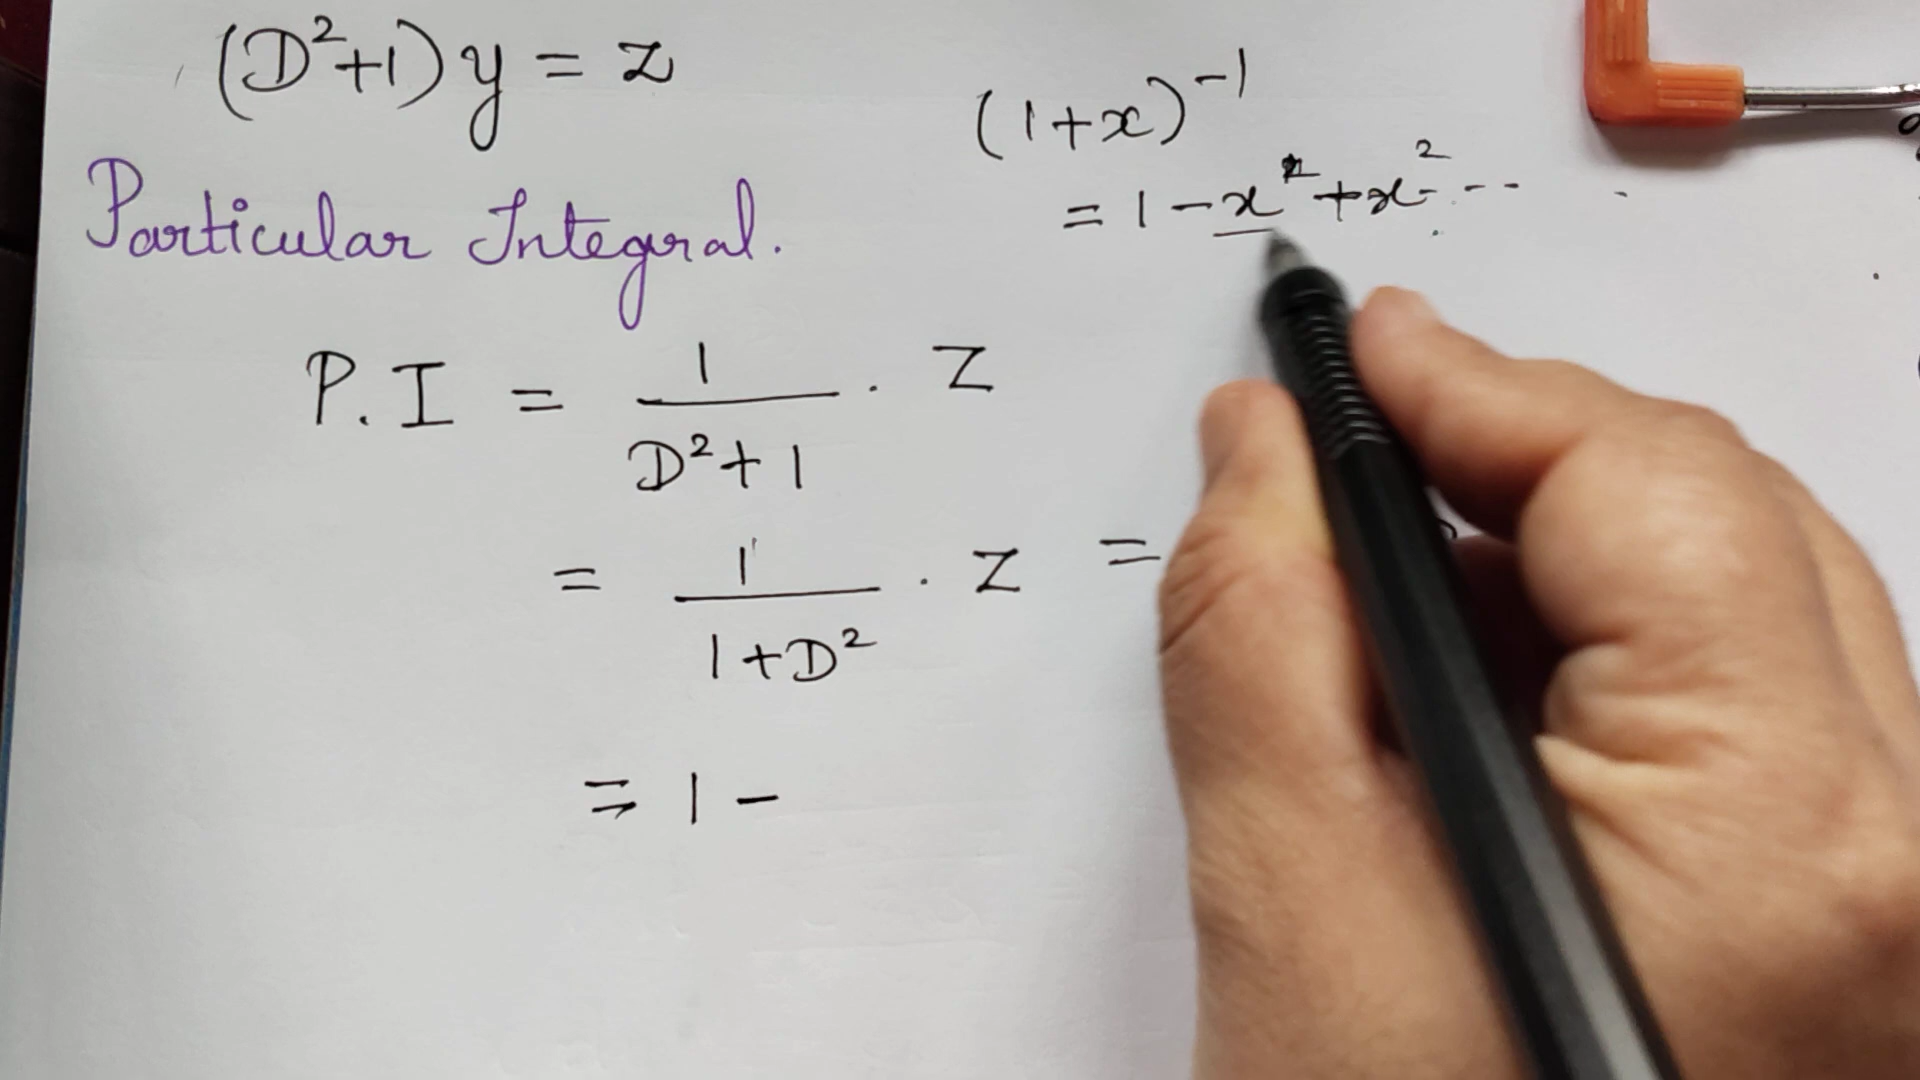 (D²+1) y = z
Particular Integral.
(1+x)⁻¹
= 1 - x + x² - - -
P.I = 1/(D²+1) . z
= 1/(1+D²) . z =
= 1 -